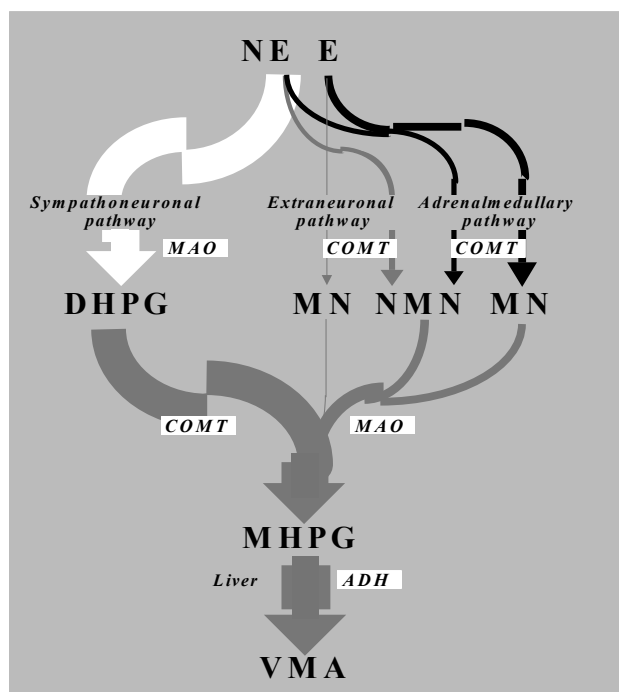 NE E
Sympathoneuronal
pathway
Extraneuronal
pathway
Adrenalmedullary
pathway
MAO
COMT
COMT
DHPG
MN
NMN
MN
COMT
MAO
MHPG
Liver
ADH
VMA